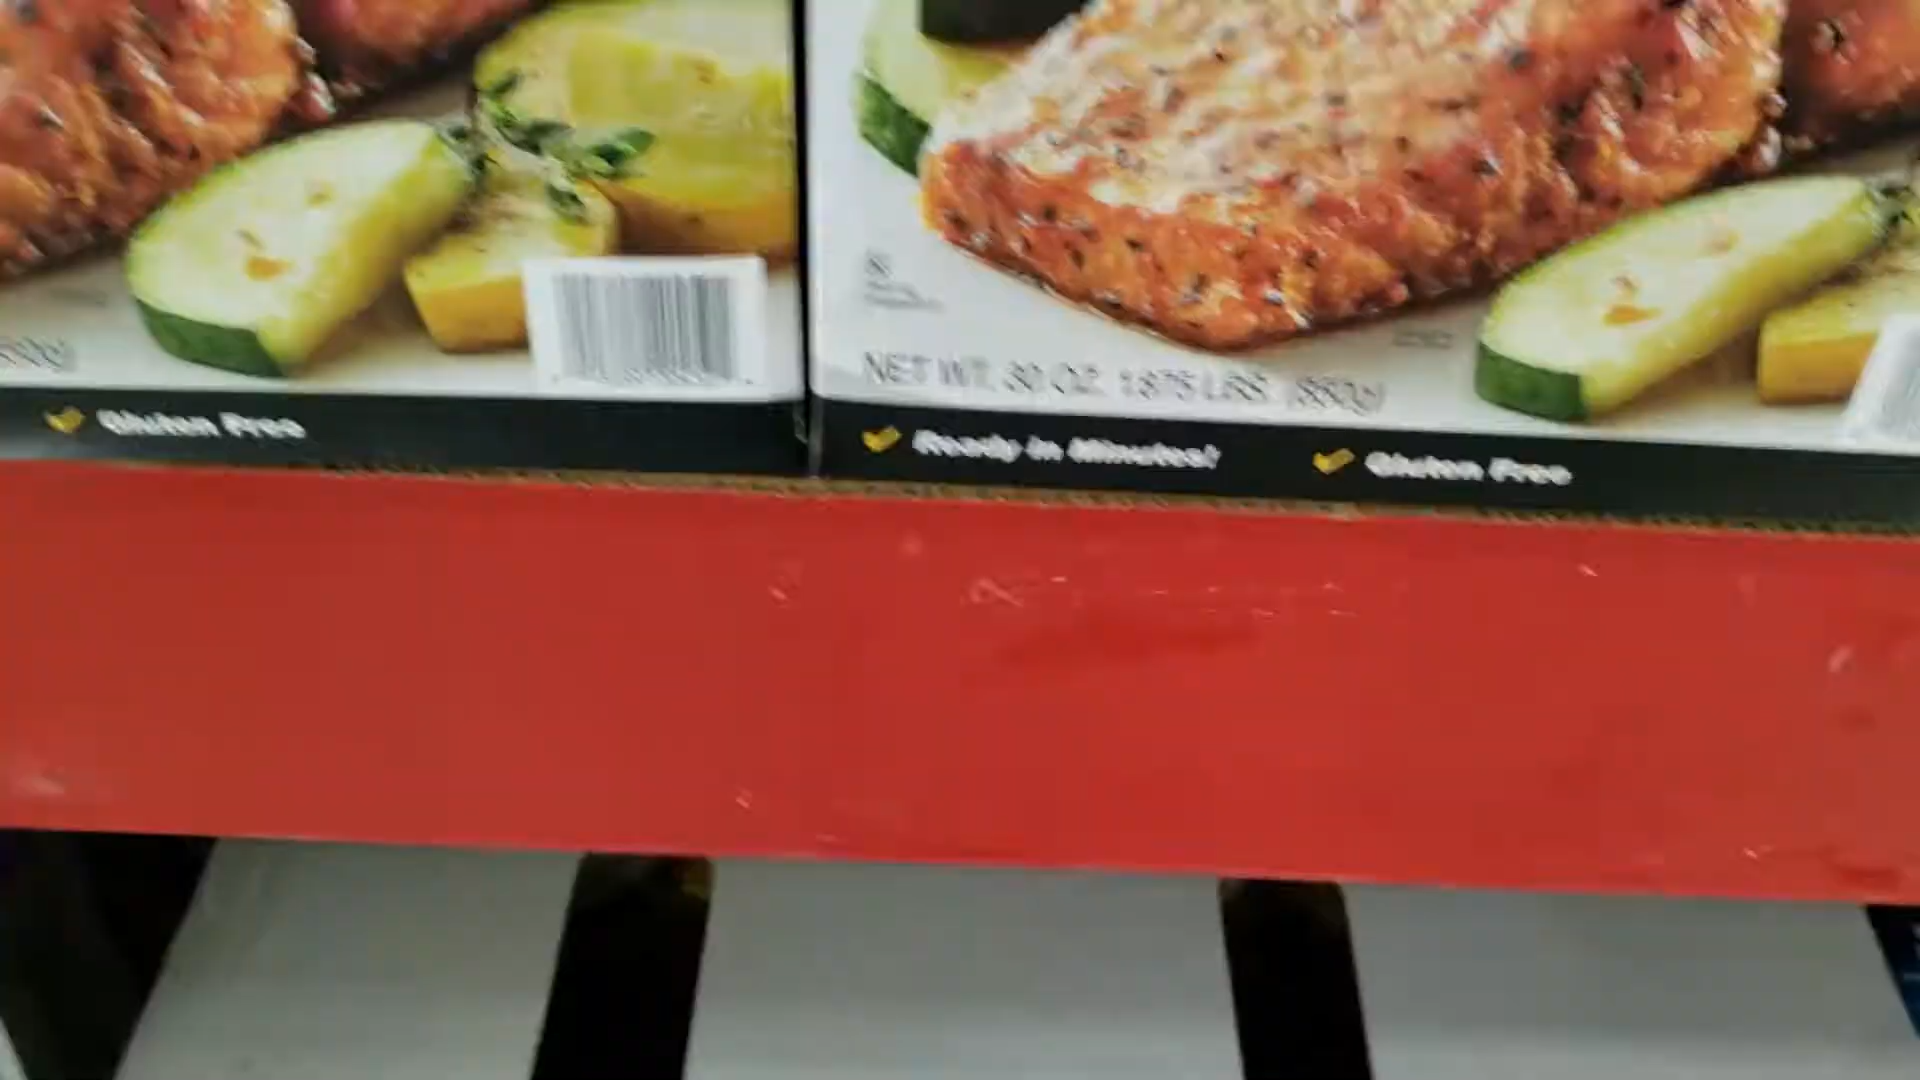 Gluten Free
NET WT. 30 OZ. 1.875 LBS (850g)
Ready in Minutes!
Gluten Free